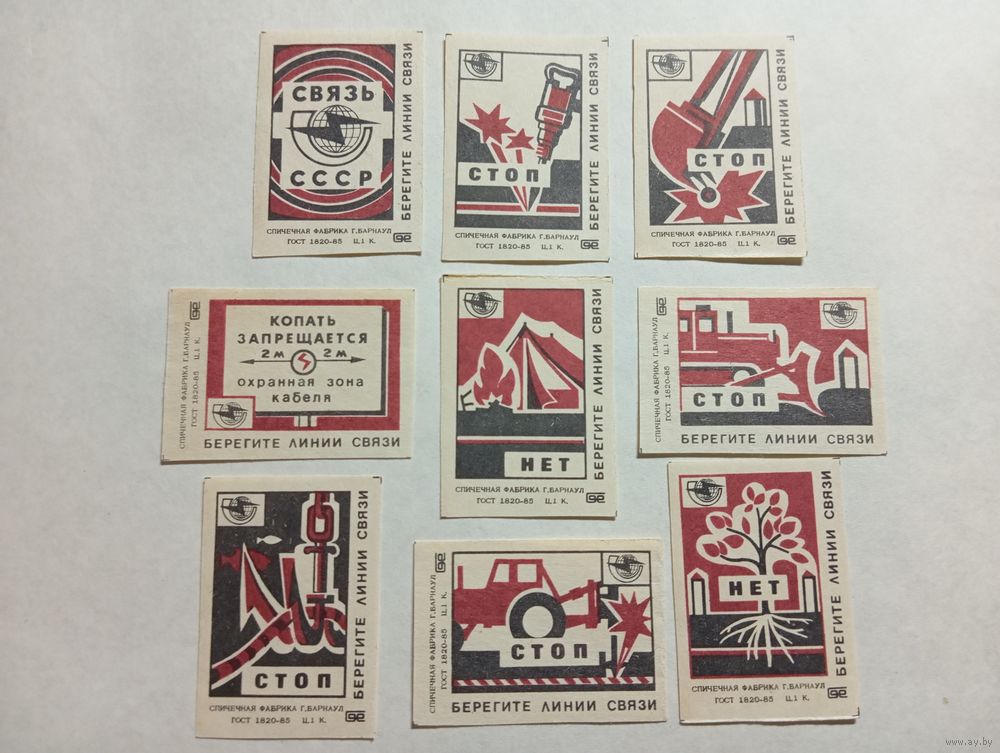 СВЯЗЬ
СССР
БЕРЕГИТЕ ЛИНИИ СВЯЗИ
СПИЧЕЧНАЯ ФАБРИКА Г.БАРНАУЛ
ГОСТ 1820-85 Ц.1 К.
СТОП
БЕРЕГИТЕ ЛИНИИ СВЯЗИ
СПИЧЕЧНАЯ ФАБРИКА Г.БАРНАУЛ
ГОСТ 1820-85 Ц.1 К.
СТОП
БЕРЕГИТЕ ЛИНИИ СВЯЗИ
СПИЧЕЧНАЯ ФАБРИКА Г.БАРНАУЛ
ГОСТ 1820-85 Ц.1 К.
СПИЧЕЧНАЯ ФАБРИКА Г.БАРНАУЛ
ГОСТ 1820-85 Ц.1 К.
КОПАТЬ
ЗАПРЕЩАЕТСЯ
2м 2м
охранная зона
кабеля
БЕРЕГИТЕ ЛИНИИ СВЯЗИ
НЕТ
БЕРЕГИТЕ ЛИНИИ СВЯЗИ
СПИЧЕЧНАЯ ФАБРИКА Г.БАРНАУЛ
ГОСТ 1820-85 Ц.1 К.
СПИЧЕЧНАЯ ФАБРИКА Г.БАРНАУЛ
ГОСТ 1820-85 Ц.1 К.
СТОП
БЕРЕГИТЕ ЛИНИИ СВЯЗИ
СТОП
БЕРЕГИТЕ ЛИНИИ СВЯЗИ
СПИЧЕЧНАЯ ФАБРИКА Г.БАРНАУЛ
ГОСТ 1820-85 Ц.1 К.
СПИЧЕЧНАЯ ФАБРИКА Г.БАРНАУЛ
ГОСТ 1820-85 Ц.1 К.
СТОП
БЕРЕГИТЕ ЛИНИИ СВЯЗИ
НЕТ
БЕРЕГИТЕ ЛИНИИ СВЯЗИ
СПИЧЕЧНАЯ ФАБРИКА Г.БАРНАУЛ
ГОСТ 1820-85 Ц.1 К.
www.ay.by